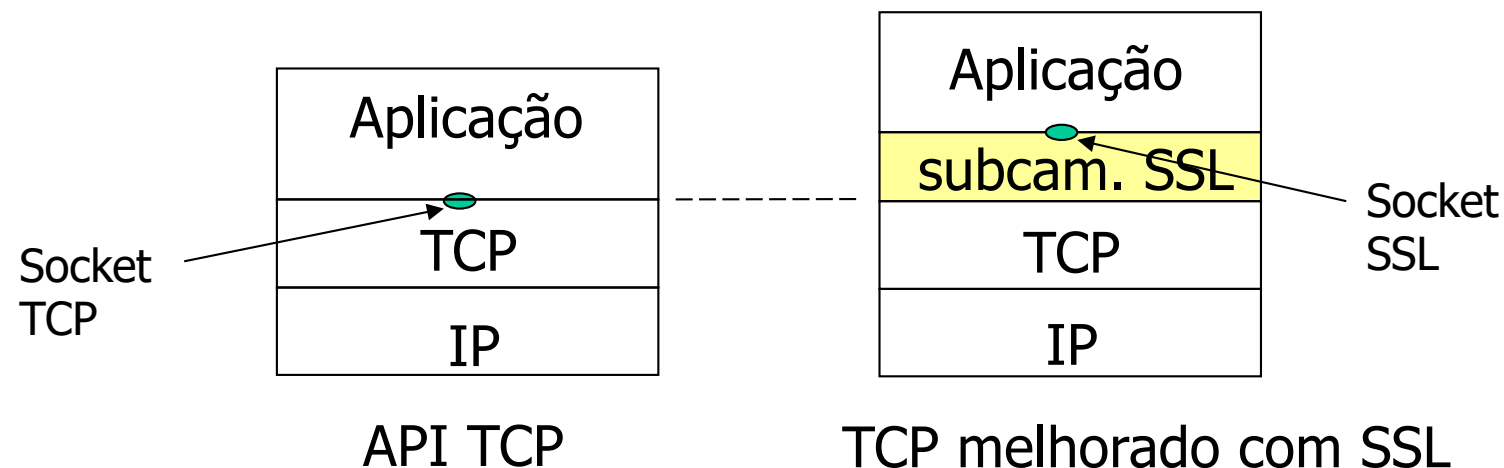 Aplicação
TCP
IP
Socket
TCP
API TCP
Aplicação
subcam. SSL
TCP
IP
Socket
SSL
TCP melhorado com SSL